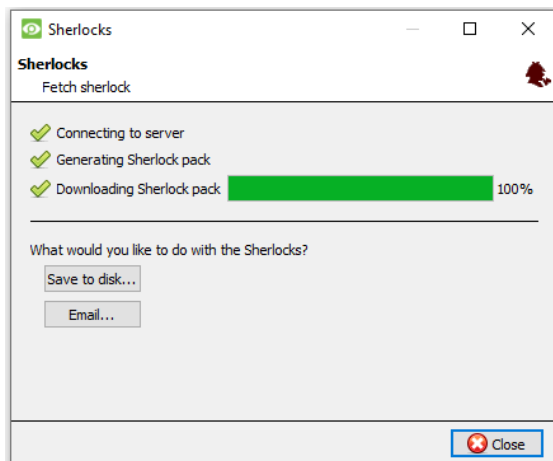 Sherlocks
Sherlocks
Fetch sherlock
Connecting to server
Generating Sherlock pack
Downloading Sherlock pack 100%
What would you like to do with the Sherlocks?
Save to disk...
Email...
Close